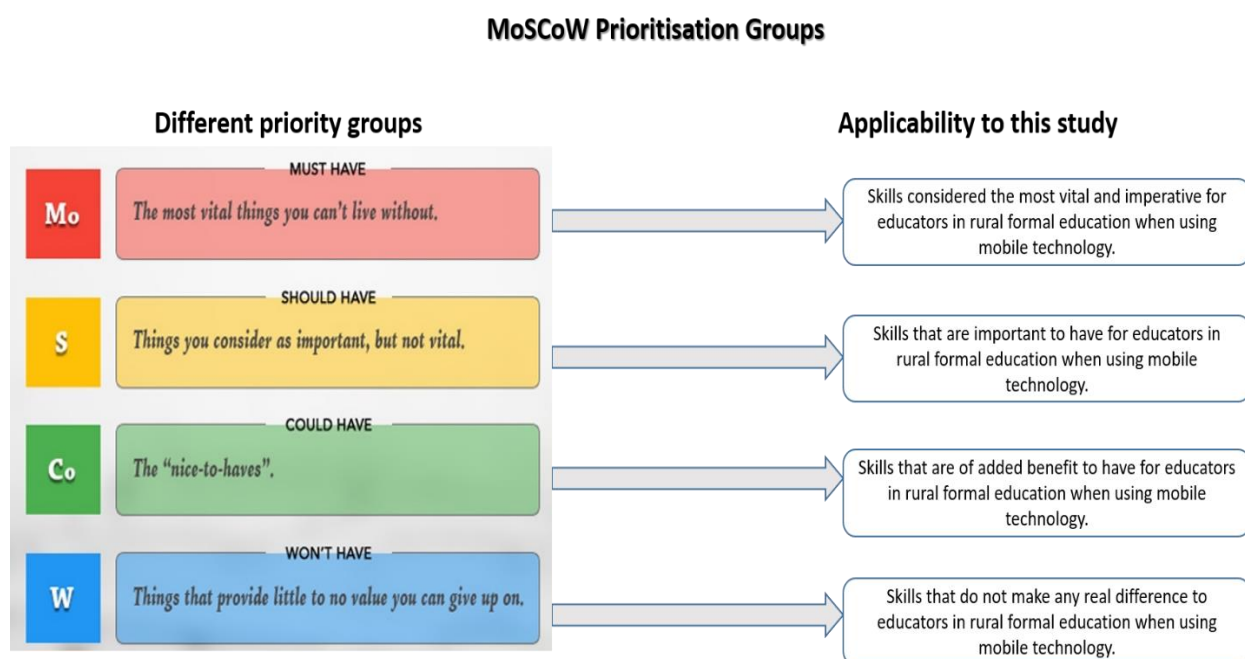 MoSCoW Prioritisation Groups
Different priority groups
Applicability to this study
Mo
MUST HAVE
The most vital things you can't live without.
Skills considered the most vital and imperative for
educators in rural formal education when using
mobile technology.
S
SHOULD HAVE
Things you consider as important, but not vital.
Skills that are important to have for educators in
rural formal education when using mobile
technology.
Co
COULD HAVE
The “nice-to-haves”.
Skills that are of added benefit to have for educators
in rural formal education when using mobile
technology.
W
WON'T HAVE
Things that provide little to no value you can give up on.
Skills that do not make any real difference to
educators in rural formal education when using
mobile technology.